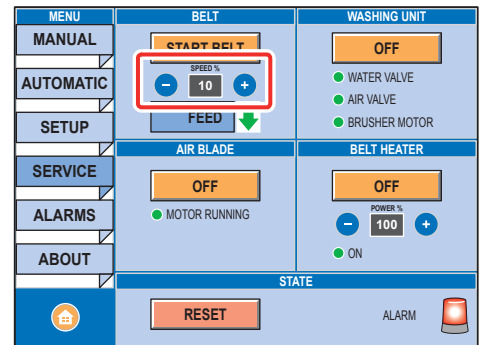 MENU
MANUAL
AUTOMATIC
SETUP
SERVICE
ALARMS
ABOUT
BELT
START BELT
SPEED %
- 10 +
FEED
WASHING UNIT
OFF
WATER VALVE
AIR VALVE
BRUSHER MOTOR
AIR BLADE
OFF
MOTOR RUNNING
BELT HEATER
OFF
POWER %
- 100 +
ON
STATE
RESET
ALARM